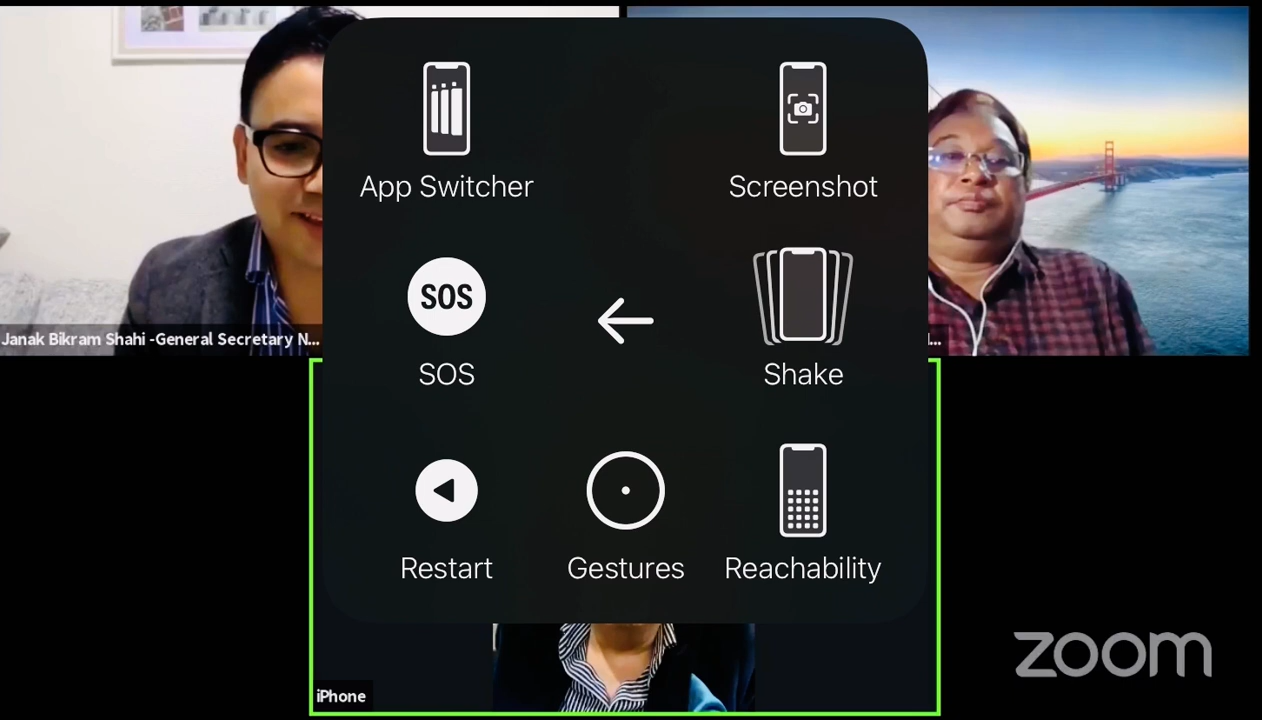 App Switcher
Screenshot
Janak Bikram Shahi -General Secretary N...
...
SOS
SOS
Shake
Restart
Gestures
Reachability
iPhone
zoom